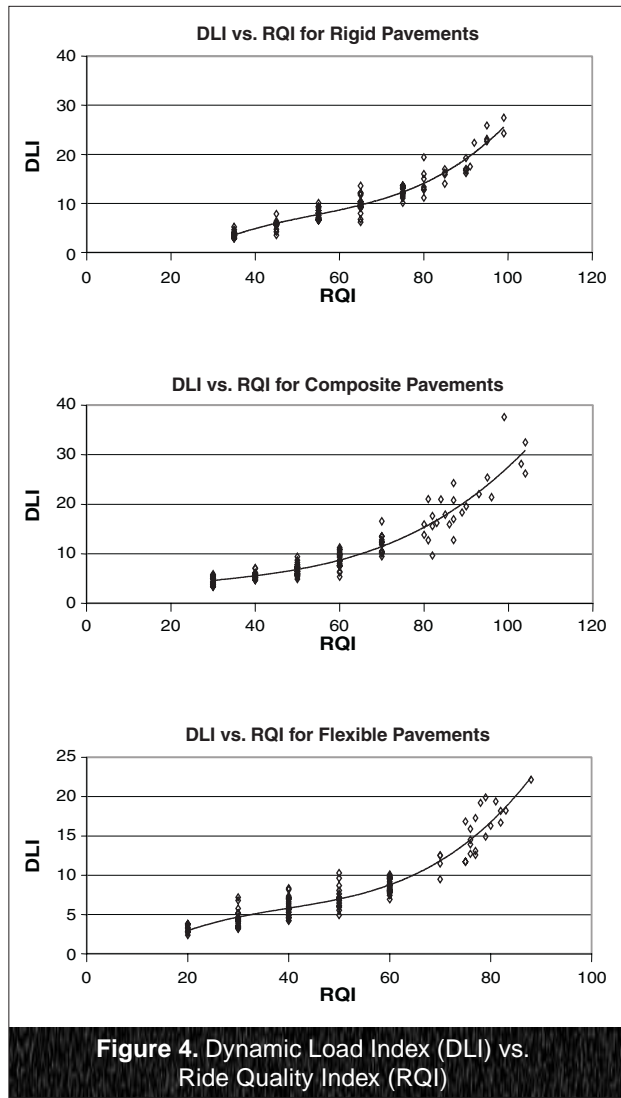 DLI vs. RQI for Rigid Pavements
40
30
20
10
0
DLI
0 20 40 60 80 100 120
RQI
DLI vs. RQI for Composite Pavements
40
30
20
10
0
DLI
0 20 40 60 80 100 120
RQI
DLI vs. RQI for Flexible Pavements
25
20
15
10
5
0
DLI
0 20 40 60 80 100
RQI
Figure 4. Dynamic Load Index (DLI) vs.
Ride Quality Index (RQI)